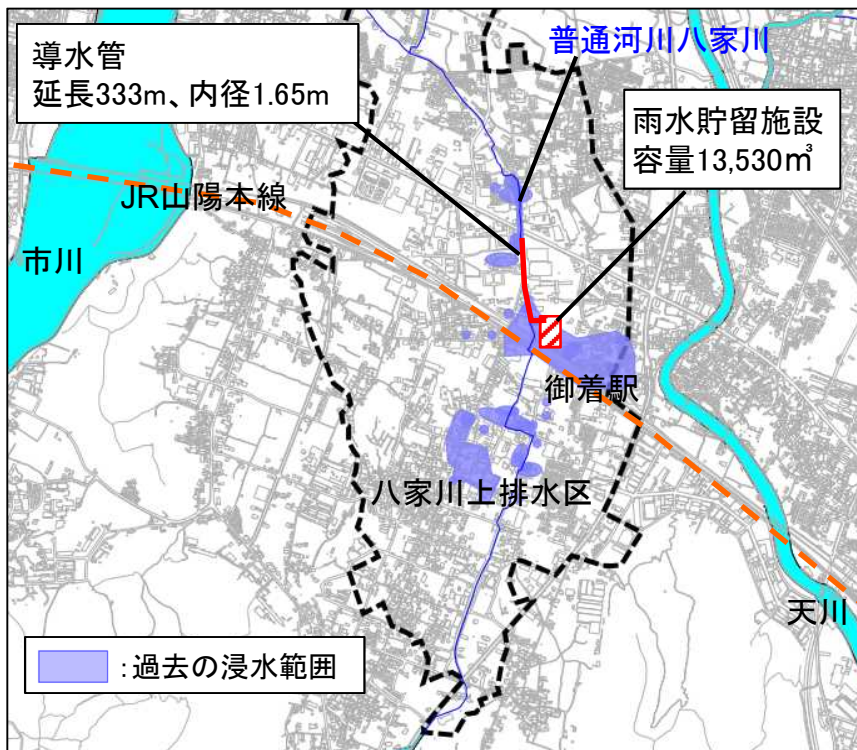 導水管
延長333m、内径1.65m
普通河川八家川
雨水貯留施設
容量13,530㎥
JR山陽本線
市川
御着駅
八家川上排水区
天川
:過去の浸水範囲